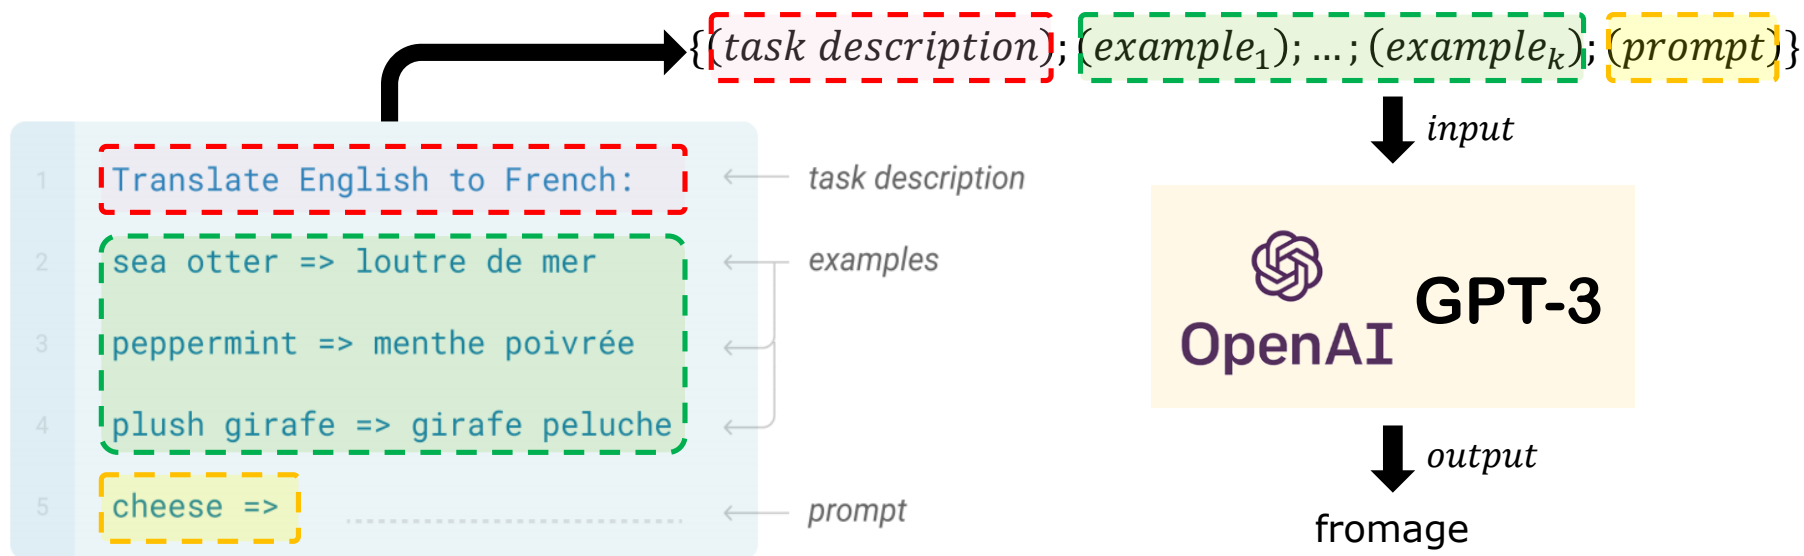 {(task description); (example₁); … ; (exampleₖ); (prompt)}
1 Translate English to French: task description
2 sea otter => loutre de mer examples
3 peppermint => menthe poivrée
4 plush girafe => girafe peluche
5 cheese => prompt
input
OpenAI GPT-3
output
fromage